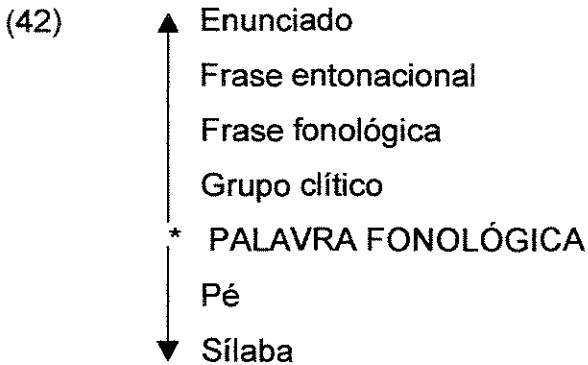 (42) Enunciado
Frase entonacional
Frase fonológica
Grupo clítico
* PALAVRA FONOLÓGICA
Pé
Sílaba